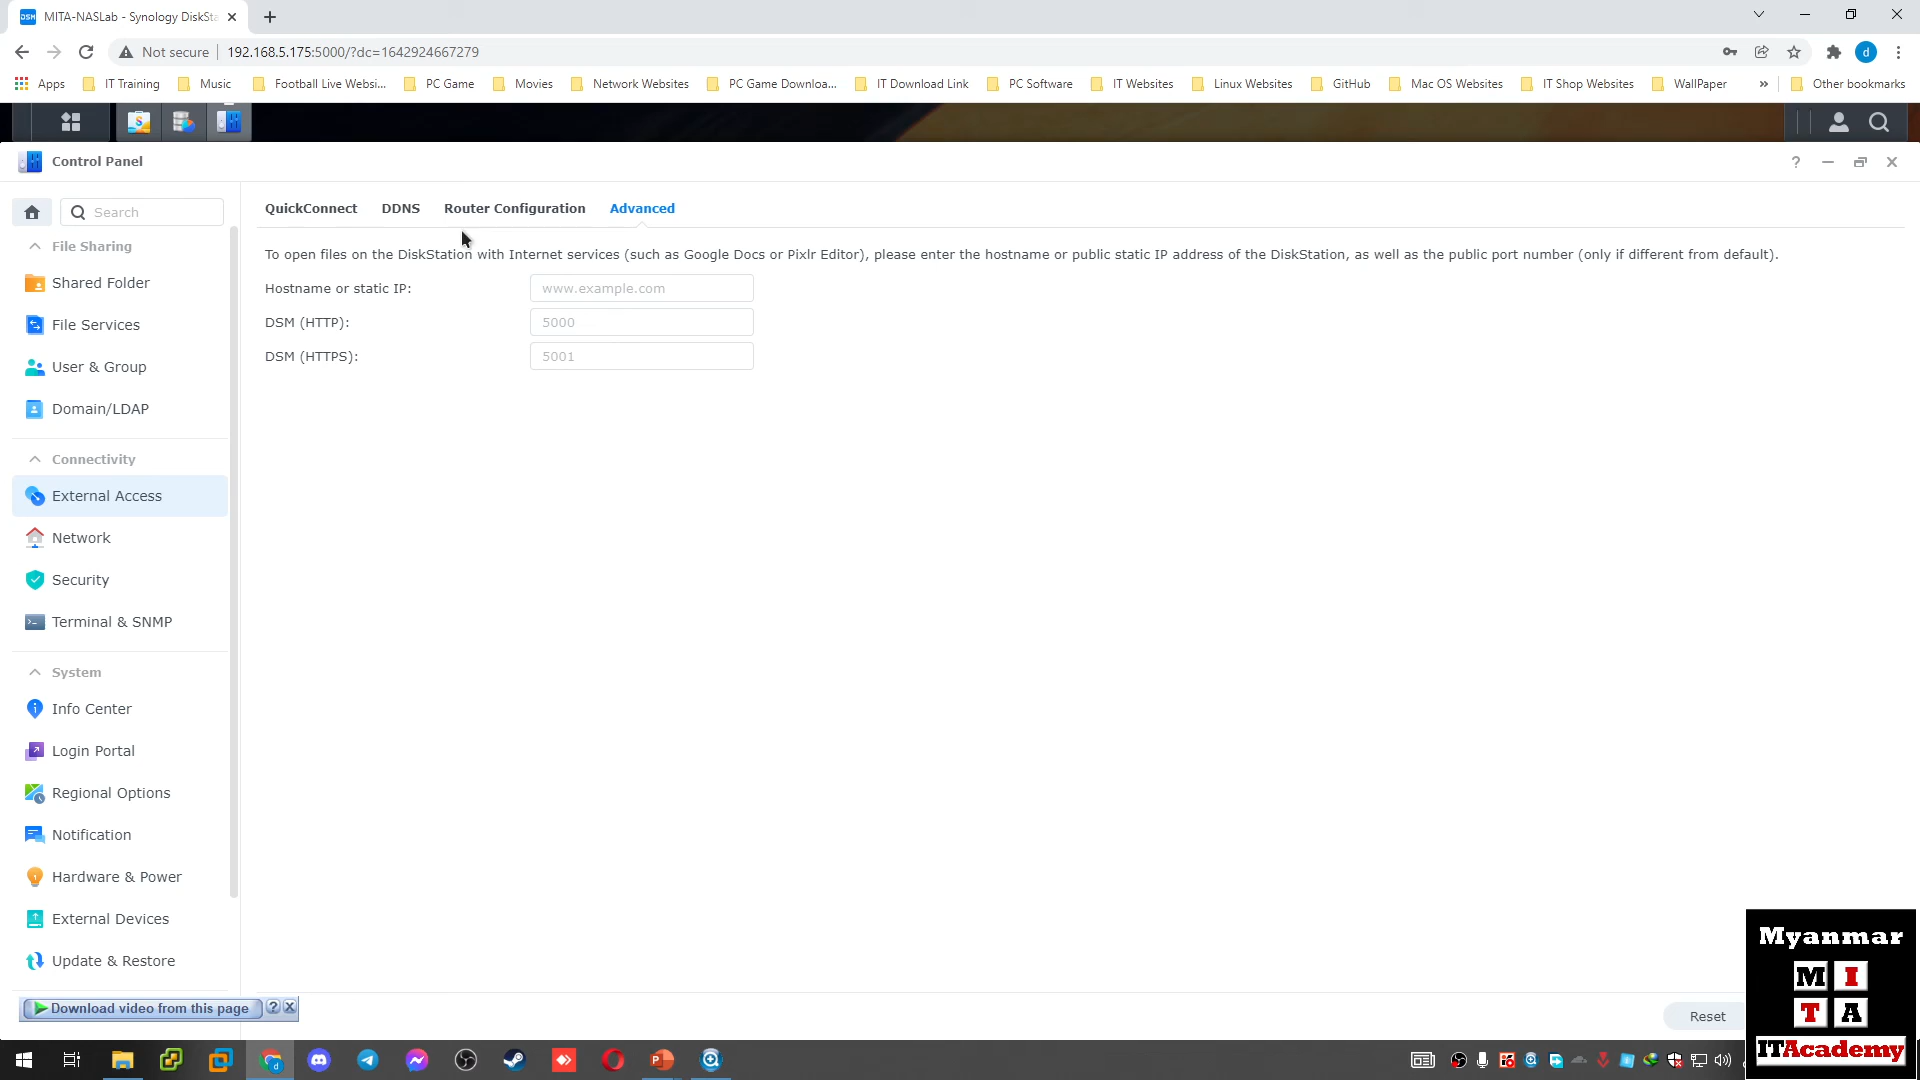 MITA-NASLab - Synology DiskSta
Not secure
192.168.5.175:5000/?dc=1642924667279
d
Apps
IT Training
Music
Football Live Websi...
PC Game
Movies
Network Websites
PC Game Downloa...
IT Download Link
PC Software
IT Websites
Linux Websites
GitHub
Mac OS Websites
IT Shop Websites
WallPaper
»
Other bookmarks
Control Panel
?
Search
QuickConnect
DDNS
Router Configuration
Advanced
File Sharing
To open files on the DiskStation with Internet services (such as Google Docs or Pixlr Editor), please enter the hostname or public static IP address of the DiskStation, as well as the public port number (only if different from default).
Shared Folder
Hostname or static IP:
www.example.com
File Services
DSM (HTTP):
5000
DSM (HTTPS):
5001
User & Group
Domain/LDAP
Connectivity
External Access
Network
Security
Terminal & SNMP
System
Info Center
Login Portal
Regional Options
Notification
Hardware & Power
External Devices
Update & Restore
Download video from this page
?
Reset
Myanmar
M I
T A
ITAcademy